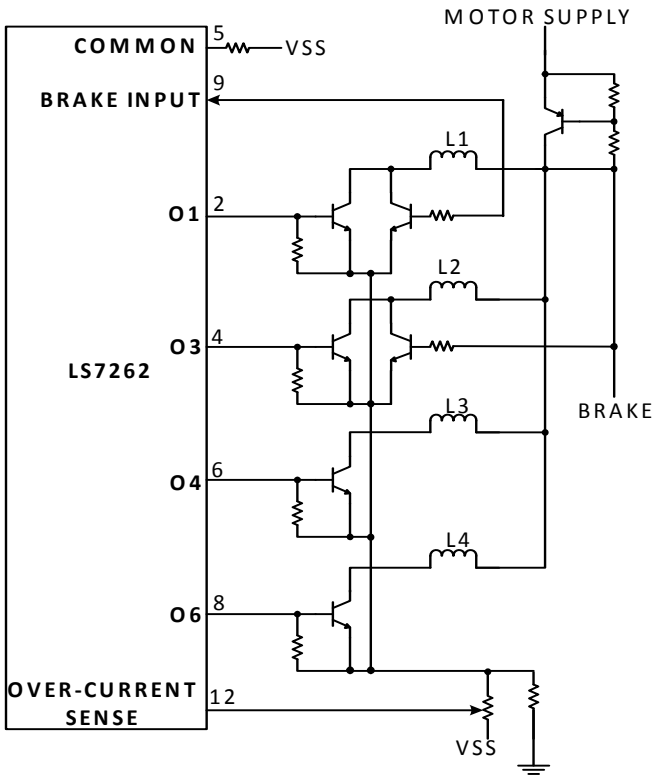 MOTOR SUPPLY
COMMON
5
VSS
9
BRAKE INPUT
L1
O1
2
L2
O3
4
LS7262
BRAKE
L3
O4
6
L4
O6
8
OVER-CURRENT
SENSE
12
VSS